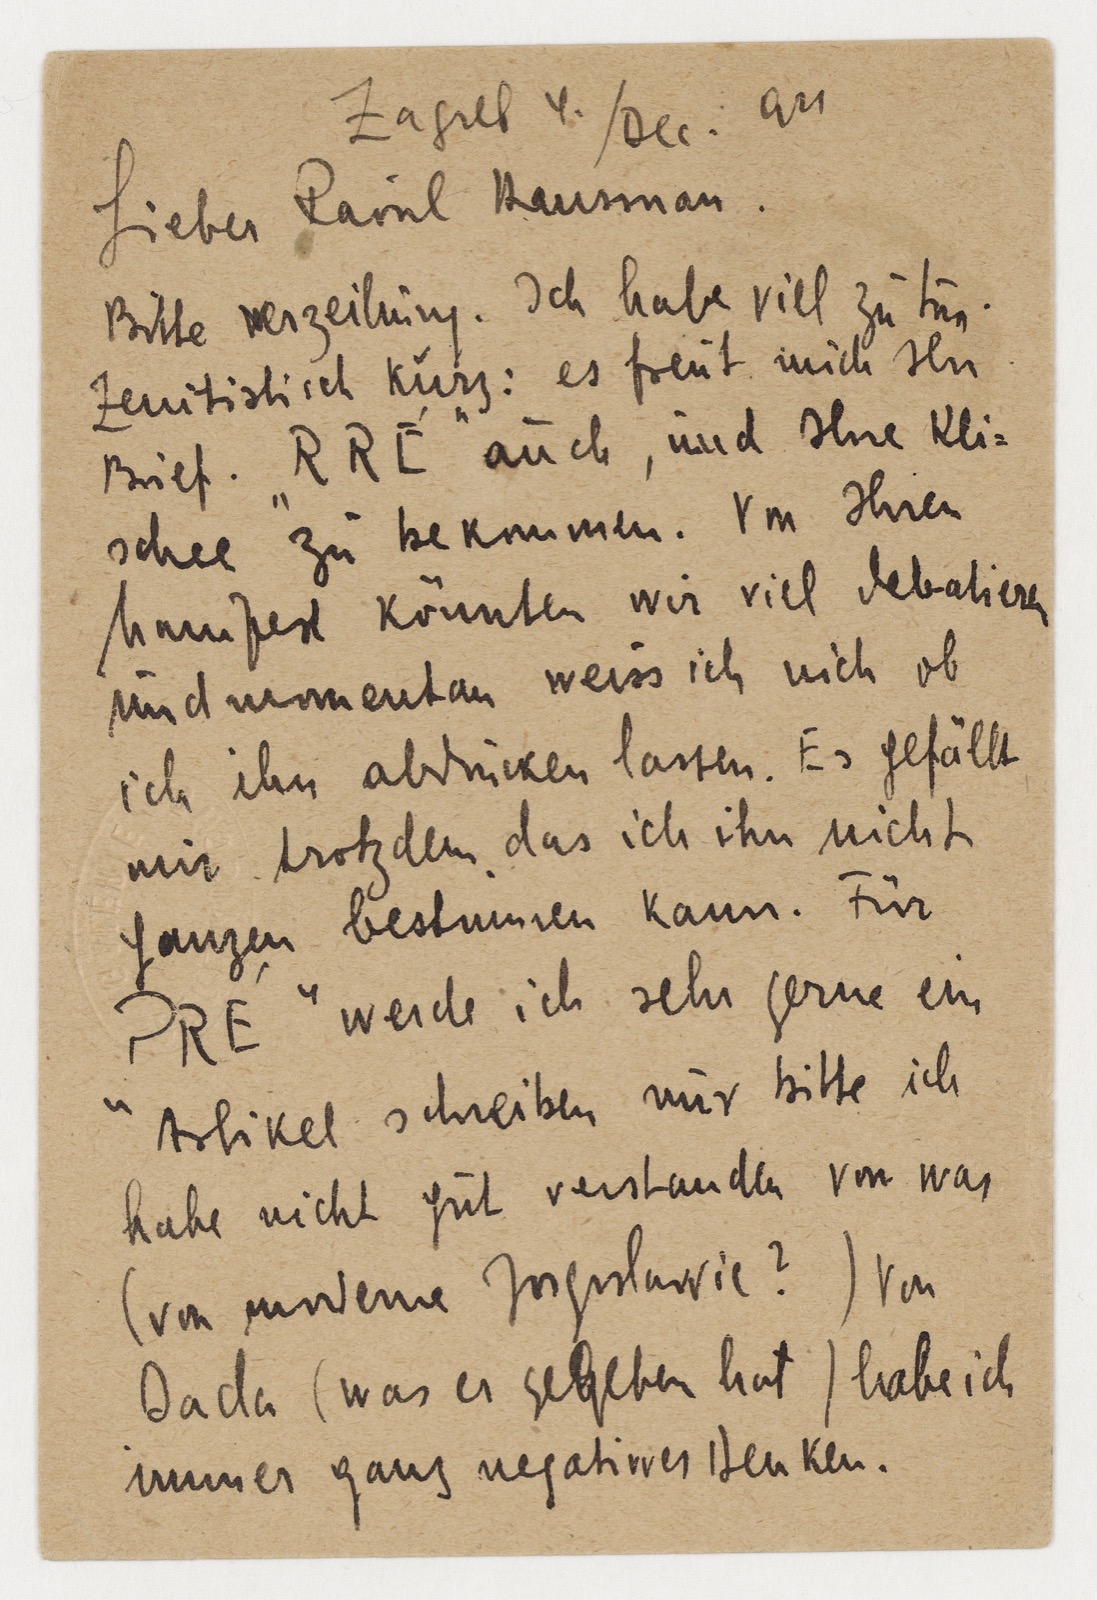 Zagreb 4. / Dec. 921
Lieber Raoul Hausman.
Bitte verzeihung. Ich habe viel zu tun.
Zenitistisch kurz: es freut mich Ihr
Brief. „RRÉ“ auch, und Ihre Kli=
schee zu bekommen. Von Ihren
manifest könnten wir viel debatieren
und momentan weiss ich nich ob
ich ihn abdrucken lassen. Es gefällt
mir trotzdem das ich ihn nicht
ganzen bestimmen kann. Für
„PRÉ“ werde ich sehr gerne ein
Artikel schreiben nur bitte ich
habe nicht gut verstanden von was
(von moderne Jugoslawie?) Von
Dada (was er gegeben hat) habe ich
immer ganz negatives Denken.